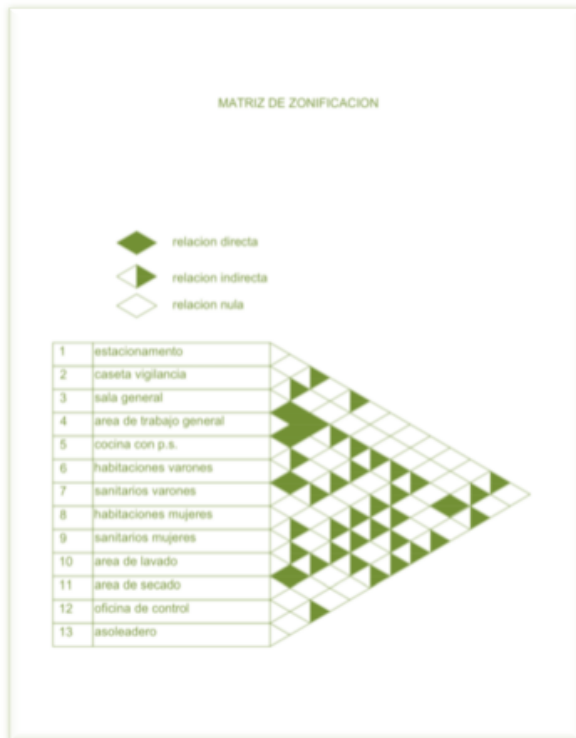 MATRIZ DE ZONIFICACION
relacion directa
relacion indirecta
relacion nula
1 estacionamento
2 caseta vigilancia
3 sala general
4 area de trabajo general
5 cocina con p.s.
6 habitaciones varones
7 sanitarios varones
8 habitaciones mujeres
9 sanitarios mujeres
10 area de lavado
11 area de secado
12 oficina de control
13 asoleadero